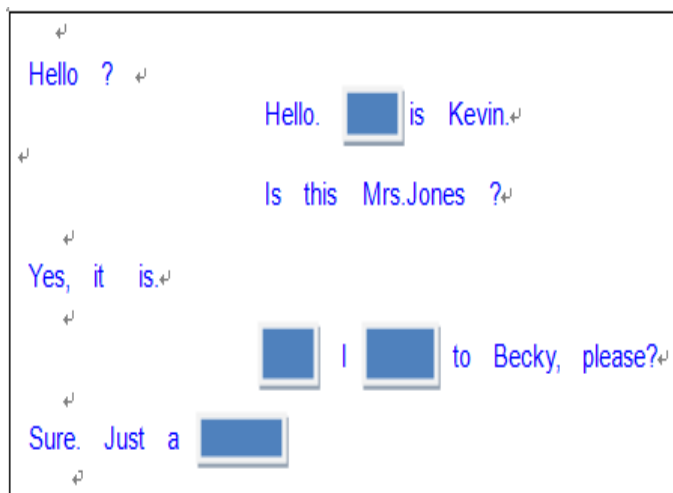 Hello ?
Hello. is Kevin.
Is this Mrs.Jones ?
Yes, it is.
I to Becky, please?
Sure. Just a